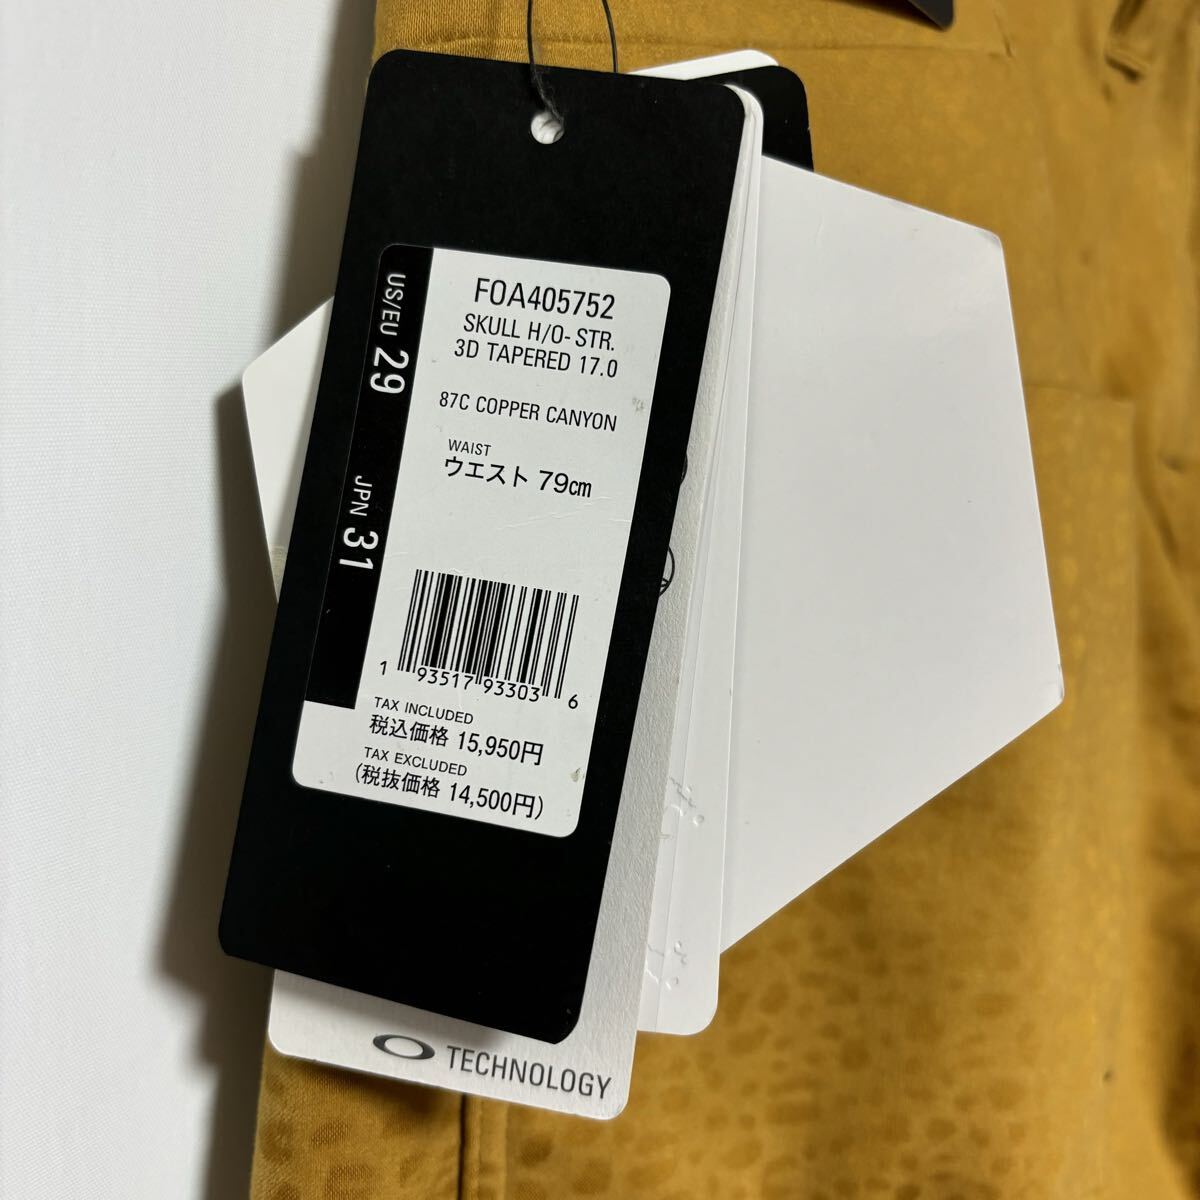 US/EU 29
JPN 31
FOA405752
SKULL H/O-STR.
3D TAPERED 17.0
87C COPPER CANYON
WAIST
ウエスト 79cm
1 93517 93303 6
TAX INCLUDED
税込価格 15,950円
TAX EXCLUDED
(税抜価格 14,500円)
TECHNOLOGY